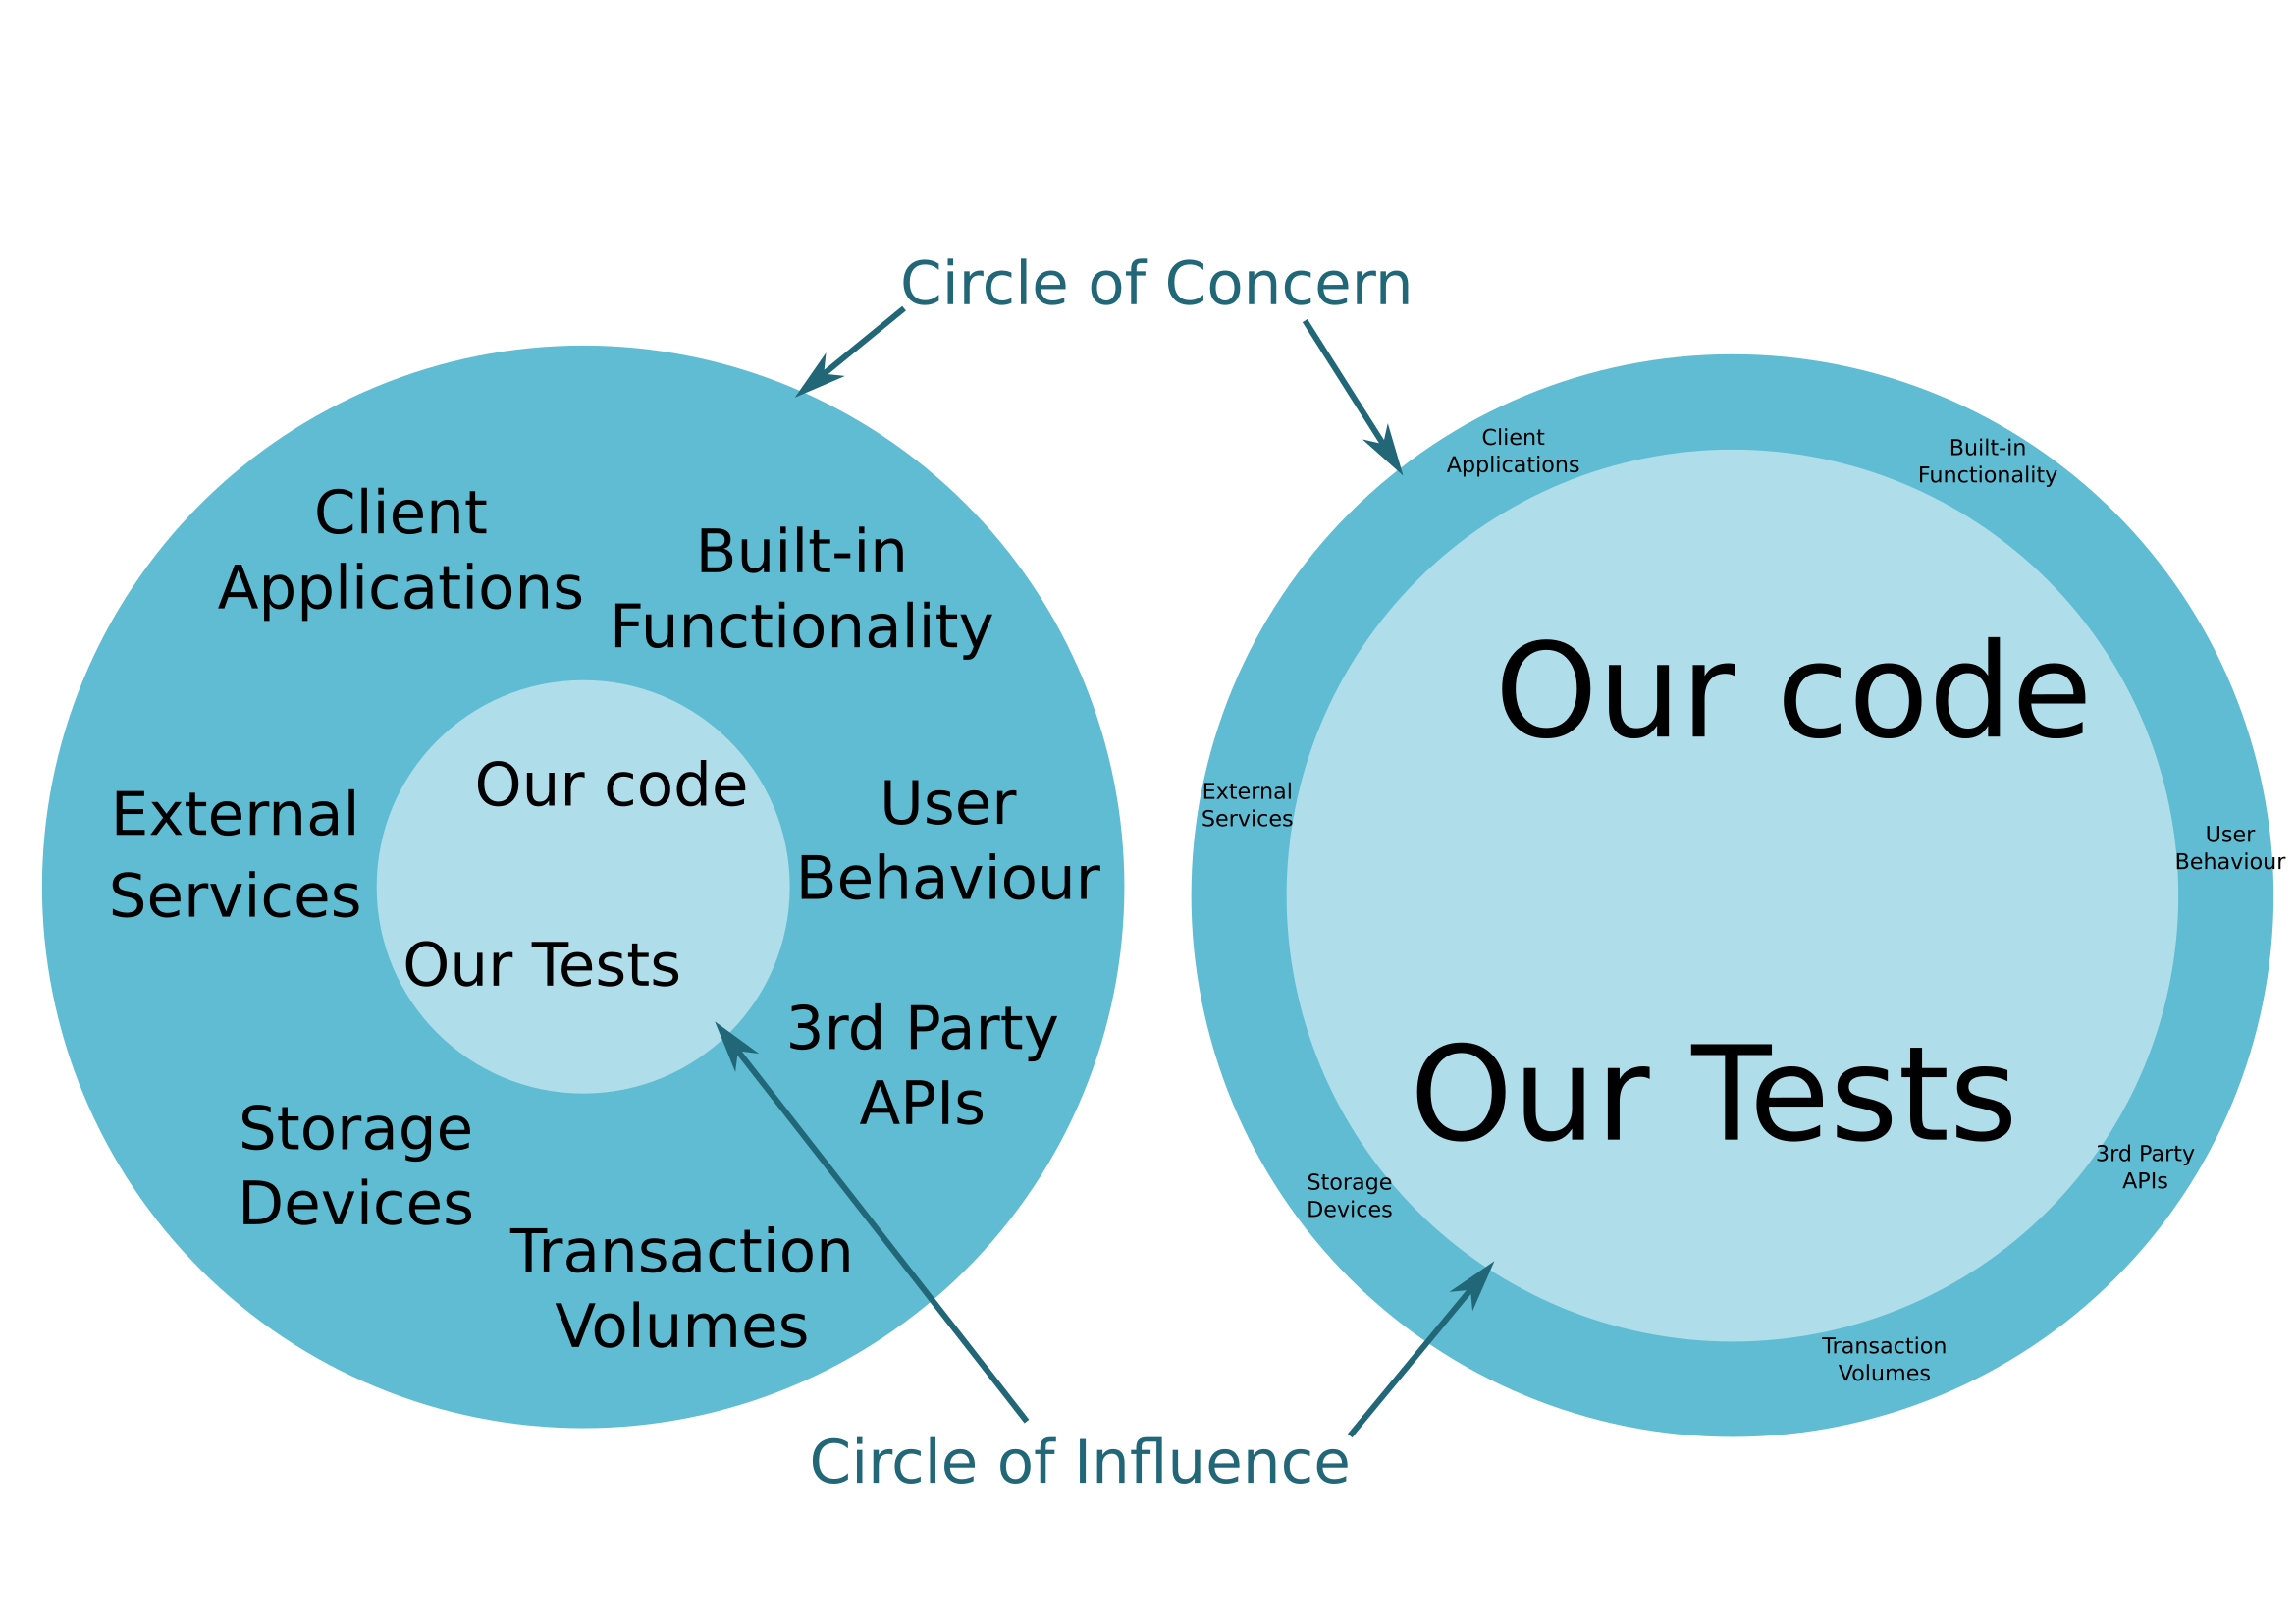 Circle of Concern
Client
Applications
Built-in
Functionality
Our code
External
Services
User
Behaviour
Our Tests
3rd Party
APIs
Storage
Devices
Transaction
Volumes
Client
Applications
Built-in
Functionality
Our code
External
Services
User
Behaviour
Our Tests
3rd Party
APIs
Storage
Devices
Transaction
Volumes
Circle of Influence